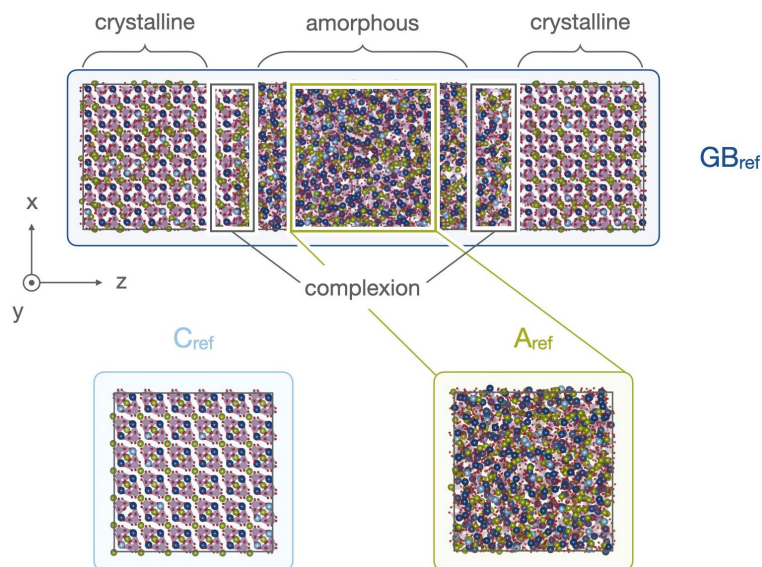 crystalline
amorphous
crystalline
GBref
x
z
y
complexion
Cref
Aref